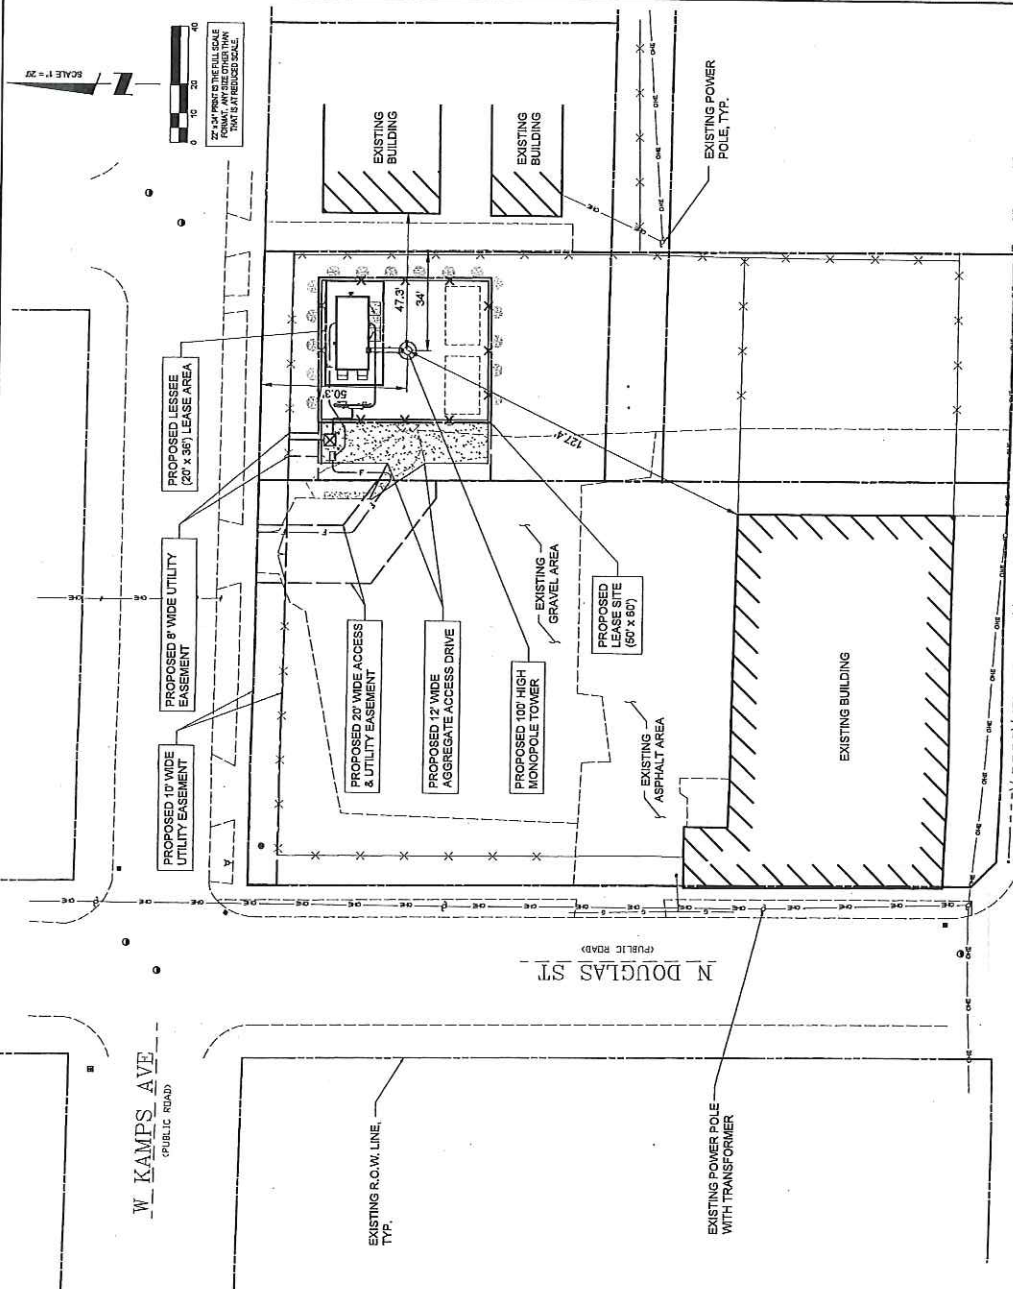 SCALE 1" = 20'
N
0 10 20 40
22" x 34" PRINT IS THE FULL SCALE
FORMAT. ANY SIZE OTHER THAN
THAT IS AT REDUCED SCALE.
W KAMPS AVE
(PUBLIC ROAD)
N DOUGLAS ST
(PUBLIC ROAD)
PROPOSED 10' WIDE
UTILITY EASEMENT
PROPOSED 8' WIDE UTILITY
EASEMENT
PROPOSED LESSEE
(20' x 36') LEASE AREA
EXISTING
BUILDING
EXISTING
BUILDING
EXISTING POWER
POLE, TYP.
50.3'
47.3'
34'
127.4'
PROPOSED 20' WIDE ACCESS
& UTILITY EASEMENT
PROPOSED 12' WIDE
AGGREGATE ACCESS DRIVE
PROPOSED 100' HIGH
MONOPOLE TOWER
EXISTING
GRAVEL AREA
PROPOSED
LEASE SITE
(50' x 60')
EXISTING
ASPHALT AREA
EXISTING BUILDING
EXISTING R.O.W. LINE,
TYP.
EXISTING POWER POLE
WITH TRANSFORMER